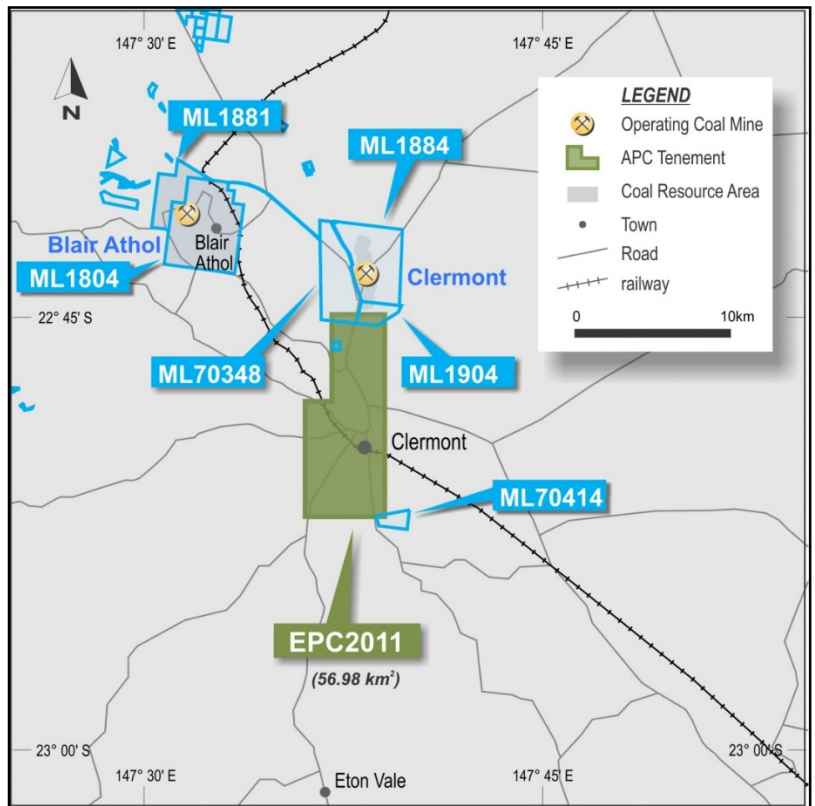 147° 30' E
147° 45' E
N
ML1881
ML1884
LEGEND
Operating Coal Mine
APC Tenement
Coal Resource Area
Town
Road
railway
0 10km
Blair Athol
Blair
Athol
ML1804
Clermont
22° 45' S
ML70348
ML1904
Clermont
ML70414
EPC2011
(56.98 km²)
23° 00' S
23° 00' S
147° 30' E
147° 45' E
Eton Vale